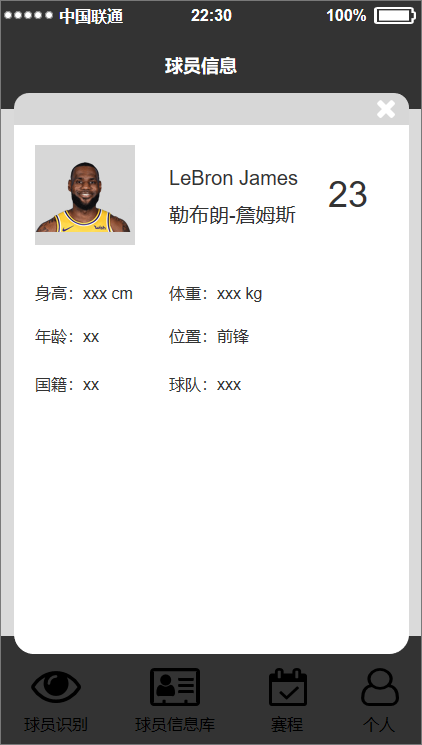 中国联通 22:30 100%
球员信息
LeBron James
勒布朗-詹姆斯
23
身高：xxx cm 体重：xxx kg
年龄：xx 位置：前锋
国籍：xx 球队：xxx
球员识别 球员信息库 赛程 个人